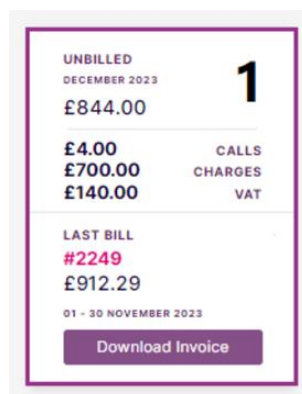 UNBILLED
1
DECEMBER 2023
£844.00
£4.00 CALLS
£700.00 CHARGES
£140.00 VAT
LAST BILL
#2249
£912.29
01 - 30 NOVEMBER 2023
Download Invoice